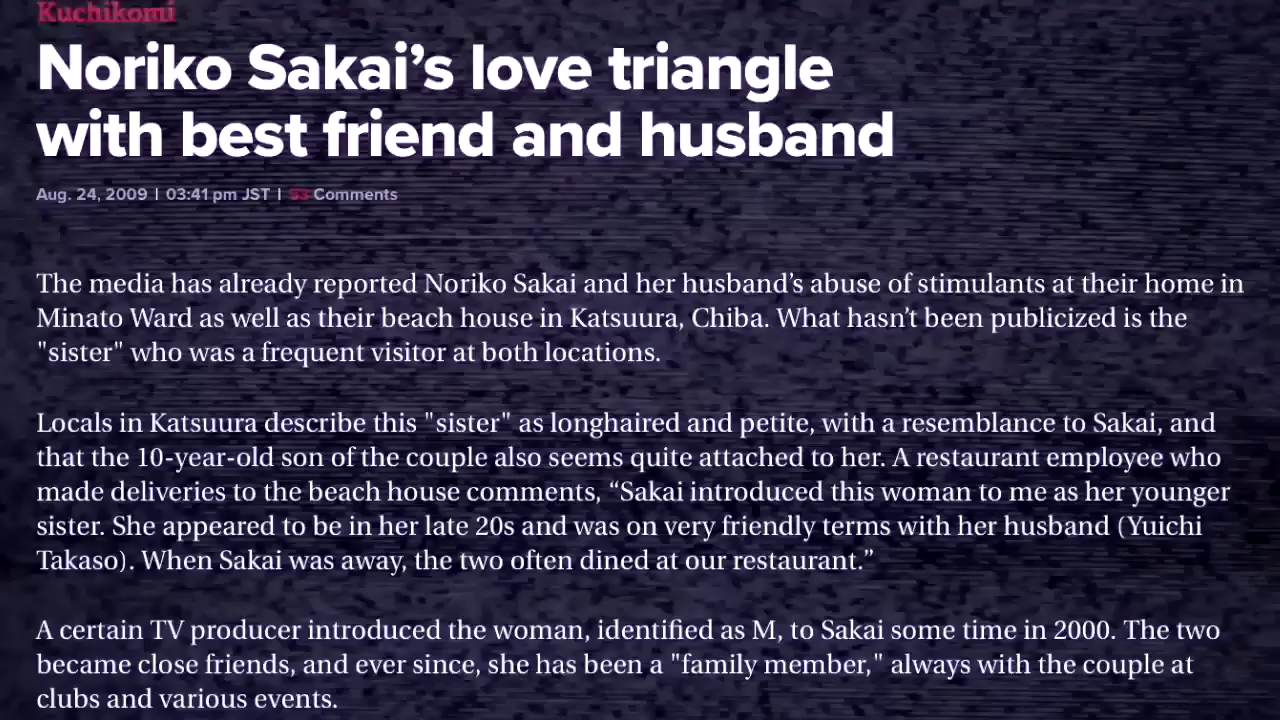 Kuchikomi
Noriko Sakai’s love triangle
with best friend and husband
Aug. 24, 2009 | 03:41 pm JST | 53 Comments
The media has already reported Noriko Sakai and her husband’s abuse of stimulants at their home in
Minato Ward as well as their beach house in Katsuura, Chiba. What hasn’t been publicized is the
"sister" who was a frequent visitor at both locations.
Locals in Katsuura describe this "sister" as longhaired and petite, with a resemblance to Sakai, and
that the 10-year-old son of the couple also seems quite attached to her. A restaurant employee who
made deliveries to the beach house comments, “Sakai introduced this woman to me as her younger
sister. She appeared to be in her late 20s and was on very friendly terms with her husband (Yuichi
Takaso). When Sakai was away, the two often dined at our restaurant.”
A certain TV producer introduced the woman, identified as M, to Sakai some time in 2000. The two
became close friends, and ever since, she has been a "family member," always with the couple at
clubs and various events.